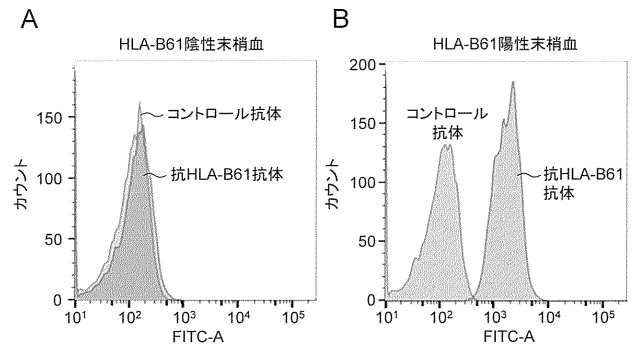 A
HLA-B61陰性末梢血
コントロール抗体
抗HLA-B61抗体
カウント
150
100
50
0
10¹ 10² 10³ 10⁴ 10⁵
FITC-A
B
HLA-B61陽性末梢血
コントロール
抗体
抗HLA-B61
抗体
カウント
200
150
100
50
0
10¹ 10² 10³ 10⁴ 10⁵
FITC-A